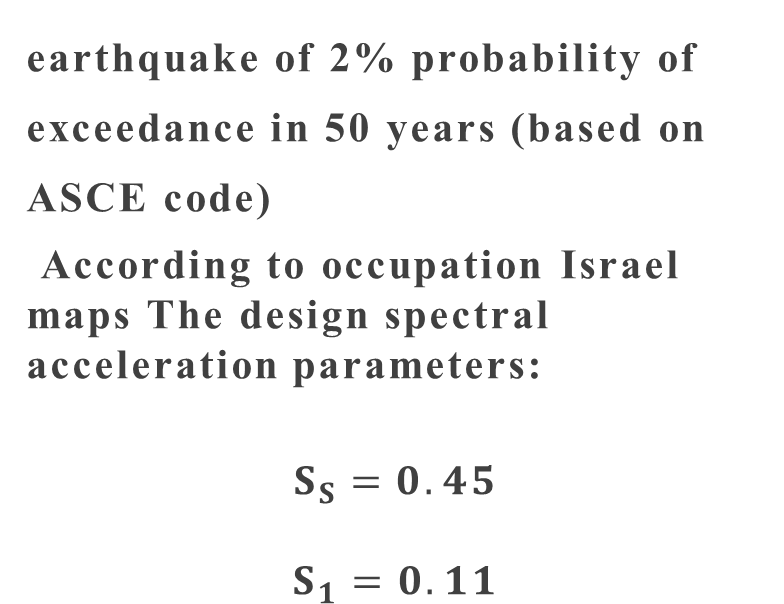 earthquake of 2% probability of
exceedance in 50 years (based on
ASCE code)
According to occupation Israel
maps The design spectral
acceleration parameters:
S_S = 0.45
S_1 = 0.11